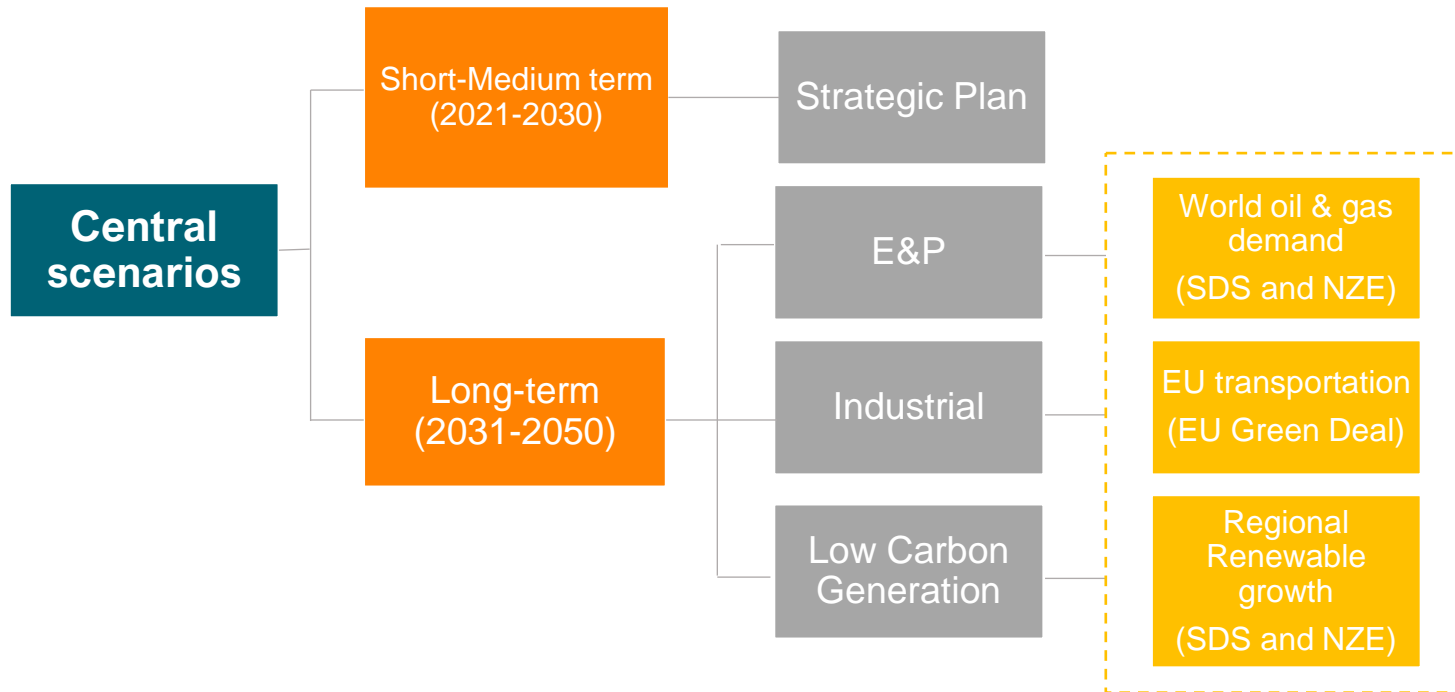 Central
scenarios
Short-Medium term
(2021-2030)
Strategic Plan
Long-term
(2031-2050)
E&P
Industrial
Low Carbon
Generation
World oil & gas
demand
(SDS and NZE)
EU transportation
(EU Green Deal)
Regional
Renewable
growth
(SDS and NZE)